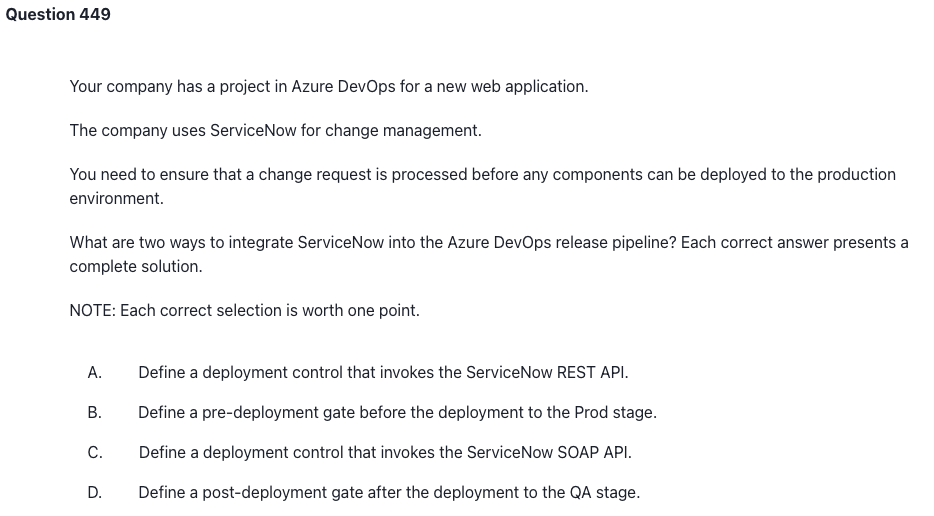 Question 449
Your company has a project in Azure DevOps for a new web application.
The company uses ServiceNow for change management.
You need to ensure that a change request is processed before any components can be deployed to the production
environment.
What are two ways to integrate ServiceNow into the Azure DevOps release pipeline? Each correct answer presents a
complete solution.
NOTE: Each correct selection is worth one point.
A. Define a deployment control that invokes the ServiceNow REST API.
B. Define a pre-deployment gate before the deployment to the Prod stage.
C. Define a deployment control that invokes the ServiceNow SOAP API.
D. Define a post-deployment gate after the deployment to the QA stage.